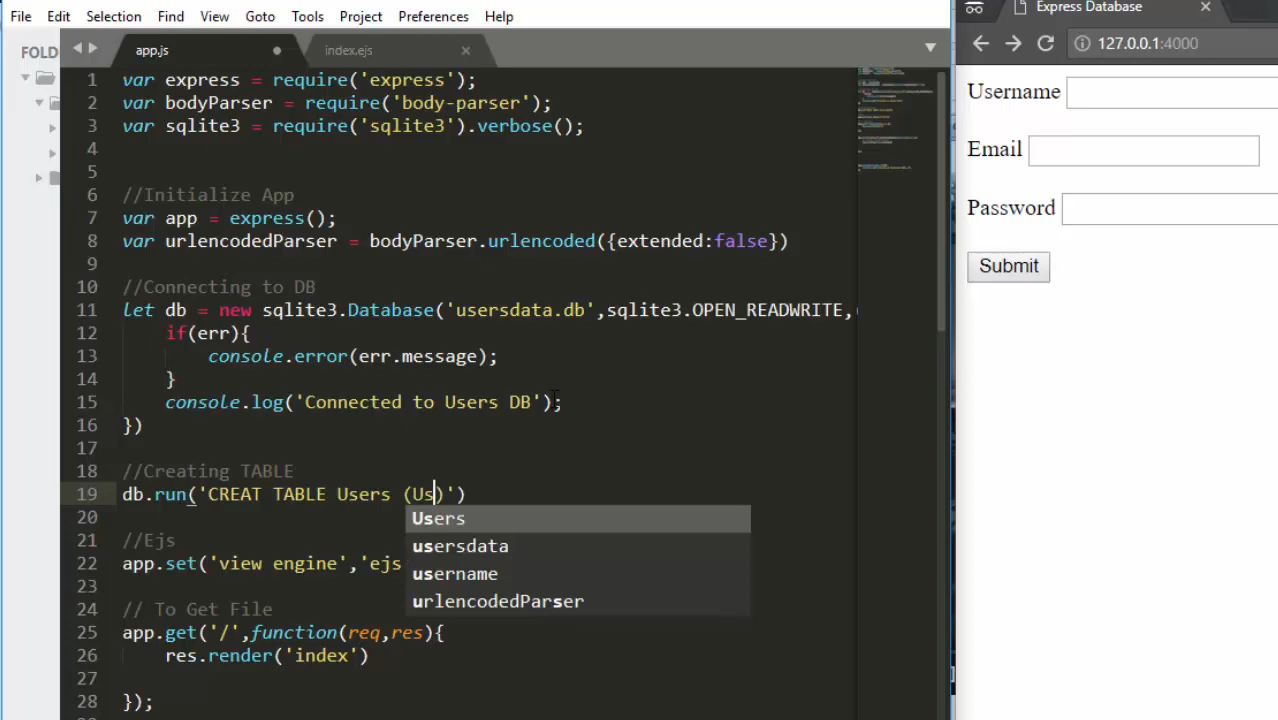 File Edit Selection Find View Goto Tools Project Preferences Help
Express Database
FOLD
app.js
index.ejs
127.0.0.1:4000
1 var express = require('express');
2 var bodyParser = require('body-parser');
3 var sqlite3 = require('sqlite3').verbose();
4
5
6 //Initialize App
7 var app = express();
8 var urlencodedParser = bodyParser.urlencoded({extended:false})
9
10 //Connecting to DB
11 let db = new sqlite3.Database('usersdata.db',sqlite3.OPEN_READWRITE,
12 if(err){
13 console.error(err.message);
14 }
15 console.log('Connected to Users DB');
16 })
17
18 //Creating TABLE
19 db.run('CREAT TABLE Users (Us)')
20
21 //Ejs
22 app.set('view engine','ejs
23
24 // To Get File
25 app.get('/',function(req,res){
26 res.render('index')
27
28 });
Users
usersdata
username
urlencodedParser
Username
Email
Password
Submit